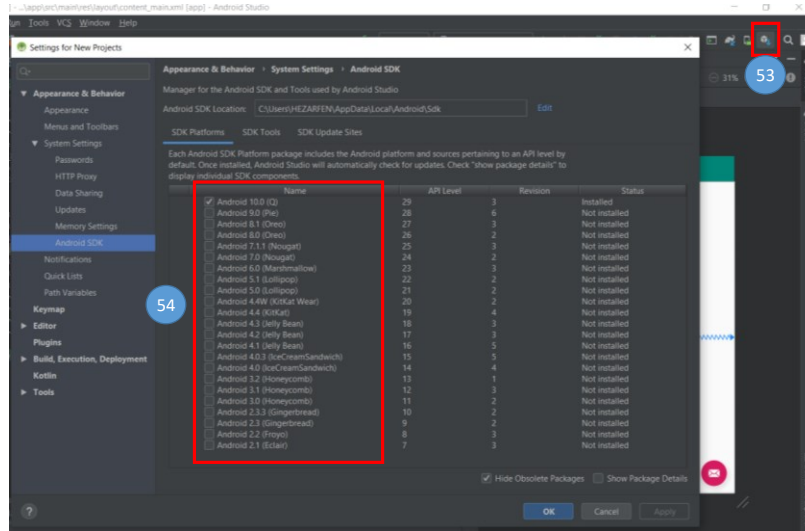 - ...\app\src\main\res\layout\content_main.xml [app] - Android Studio
Tools VCS Window Help
Settings for New Projects
53
31%
Appearance & Behavior
Appearance
Menus and Toolbars
System Settings
Passwords
HTTP Proxy
Data Sharing
Updates
Memory Settings
Android SDK
Notifications
Quick Lists
Path Variables
Keymap
Editor
Plugins
Build, Execution, Deployment
Kotlin
Tools
Appearance & Behavior › System Settings › Android SDK
Manager for the Android SDK and Tools used by Android Studio
Android SDK Location: C:\Users\HEZARFEN\AppData\Local\Android\Sdk Edit
SDK Platforms SDK Tools SDK Update Sites
Each Android SDK Platform package includes the Android platform and sources pertaining to an API level by
default. Once installed, Android Studio will automatically check for updates. Check "show package details" to
display individual SDK components.
Name API Level Revision Status
Android 10.0 (Q) 29 3 Installed
Android 9.0 (Pie) 28 6 Not installed
Android 8.1 (Oreo) 27 3 Not installed
Android 8.0 (Oreo) 26 2 Not installed
Android 7.1.1 (Nougat) 25 3 Not installed
Android 7.0 (Nougat) 24 2 Not installed
Android 6.0 (Marshmallow) 23 3 Not installed
Android 5.1 (Lollipop) 22 2 Not installed
Android 5.0 (Lollipop) 21 2 Not installed
Android 4.4W (KitKat Wear) 20 2 Not installed
Android 4.4 (KitKat) 19 4 Not installed
Android 4.3 (Jelly Bean) 18 3 Not installed
Android 4.2 (Jelly Bean) 17 3 Not installed
Android 4.1 (Jelly Bean) 16 5 Not installed
Android 4.0.3 (IceCreamSandwich) 15 5 Not installed
Android 4.0 (IceCreamSandwich) 14 4 Not installed
Android 3.2 (Honeycomb) 13 1 Not installed
Android 3.1 (Honeycomb) 12 3 Not installed
Android 3.0 (Honeycomb) 11 2 Not installed
Android 2.3.3 (Gingerbread) 10 2 Not installed
Android 2.3 (Gingerbread) 9 2 Not installed
Android 2.2 (Froyo) 8 3 Not installed
Android 2.1 (Eclair) 7 3 Not installed
54
Hide Obsolete Packages Show Package Details
? OK Cancel Apply